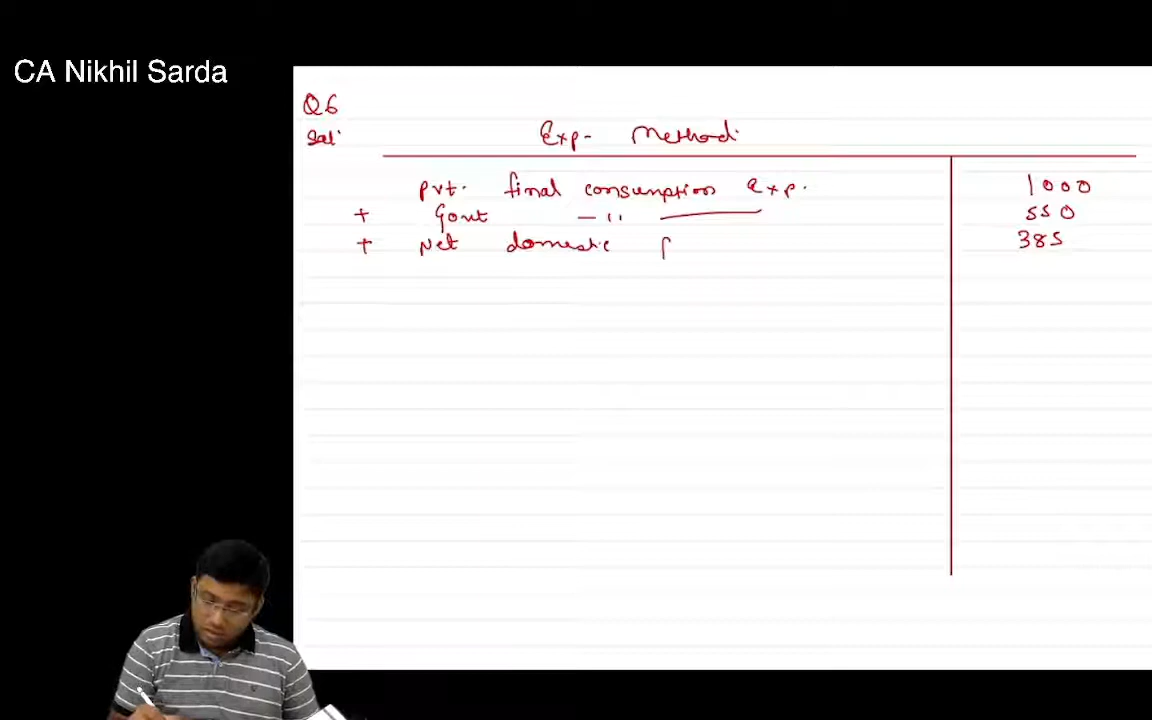 CA Nikhil Sarda
Q6
Sol:
Exp. Method:
pvt. final consumption Exp. 1000
+ Govt —"—— 550
+ Net domestic 385